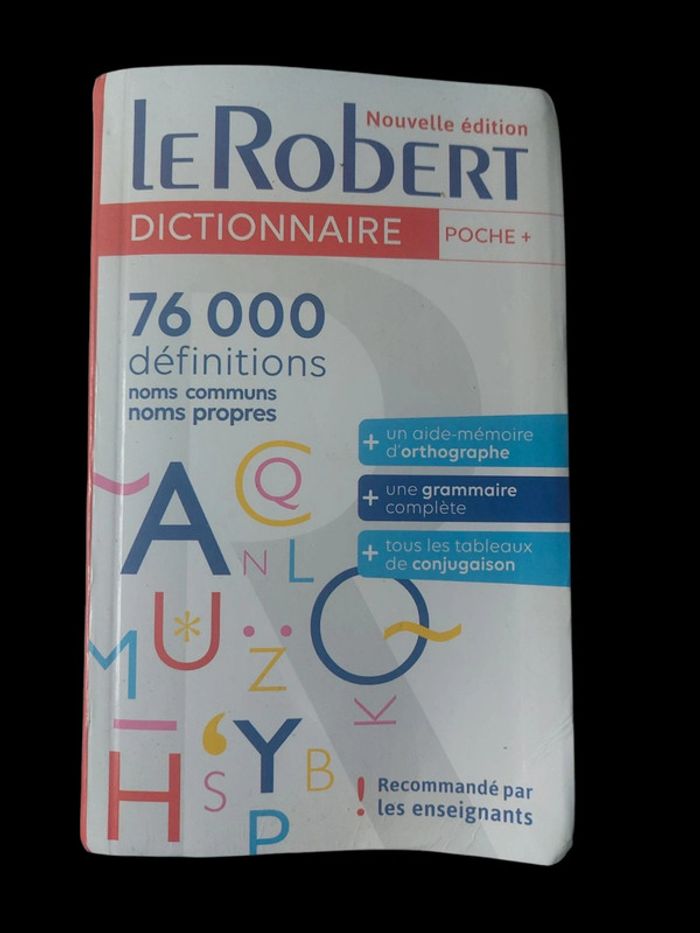 Nouvelle édition
LE ROBERT
DICTIONNAIRE
POCHE +
76 000
définitions
noms communs
noms propres
+ un aide-mémoire
d'orthographe
+ une grammaire
complète
+ tous les tableaux
de conjugaison
~ A C Q
N L
M U * Z Q ~
K
H ' Y
S B
P
! Recommandé par
les enseignants